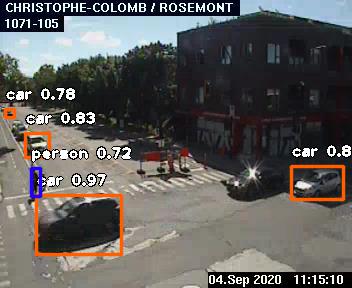 CHRISTOPHE-COLOMB / ROSEMONT
1071-105
car 0.78
car 0.83
person 0.72
car 0.8
car 0.97
04.Sep 2020 11:15:10